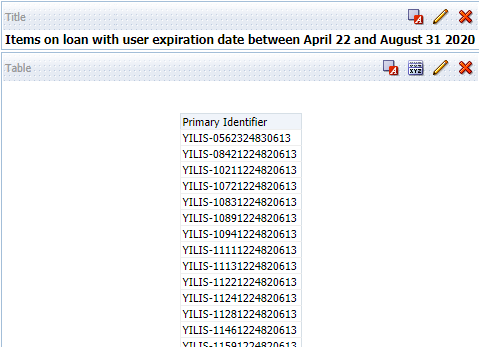 Title
Items on loan with user expiration date between April 22 and August 31 2020
Table
XYZ
Primary Identifier
YILIS-0562324830613
YILIS-08421224820613
YILIS-10211224820613
YILIS-10721224820613
YILIS-10831224820613
YILIS-10891224820613
YILIS-10941224820613
YILIS-11111224820613
YILIS-11131224820613
YILIS-11221224820613
YILIS-11241224820613
YILIS-11281224820613
YILIS-11461224820613
YILIS-11591224820613